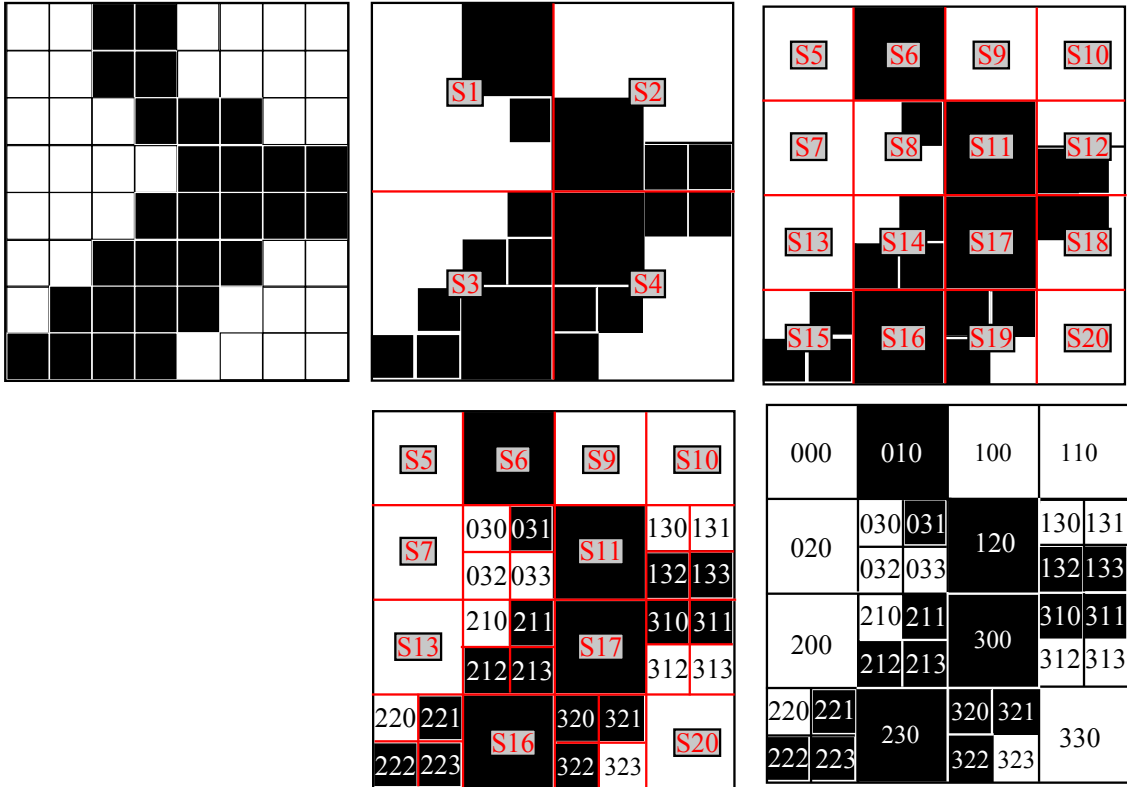 S1 S2
S3 S4
S5 S6 S9 S10
S7 S8 S11 S12
S13 S14 S17 S18
S15 S16 S19 S20
S5 S6 S9 S10
030 031 130 131
S7 S11
032 033 132 133
210 211 310 311
S13 S17
212 213 312 313
220 221 320 321
S16 S20
222 223 322 323
000 010 100 110
030 031 130 131
020 120
032 033 132 133
210 211 310 311
200 300
212 213 312 313
220 221 320 321
230 330
222 223 322 323